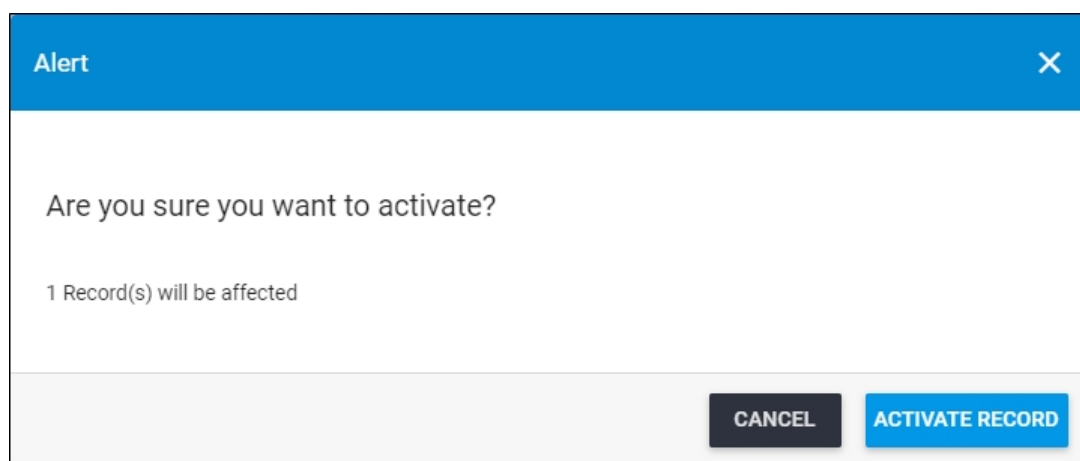 Alert
Are you sure you want to activate?
1 Record(s) will be affected
CANCEL ACTIVATE RECORD